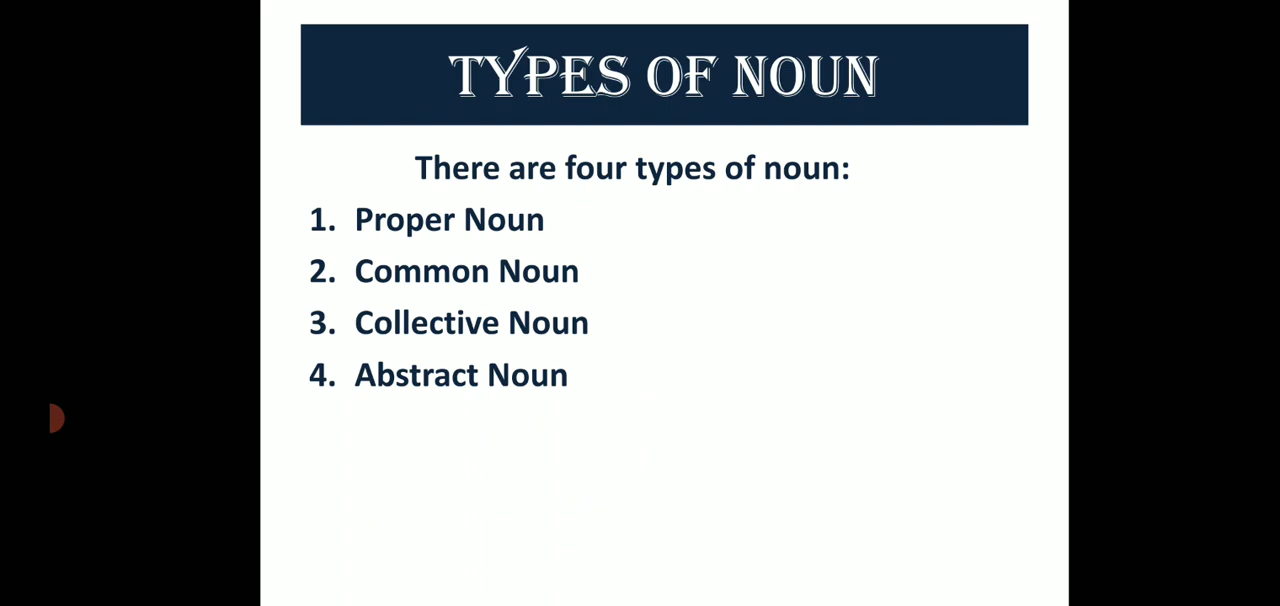 TYPES OF NOUN
There are four types of noun:
1. Proper Noun
2. Common Noun
3. Collective Noun
4. Abstract Noun